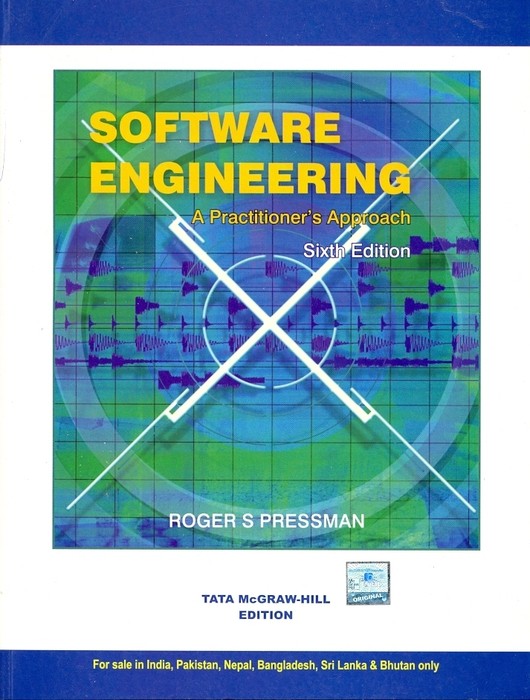 SOFTWARE
ENGINEERING
A Practitioner's Approach
Sixth Edition
ROGER S PRESSMAN
TATA McGRAW-HILL
EDITION
ORIGINAL
For sale in India, Pakistan, Nepal, Bangladesh, Sri Lanka & Bhutan only